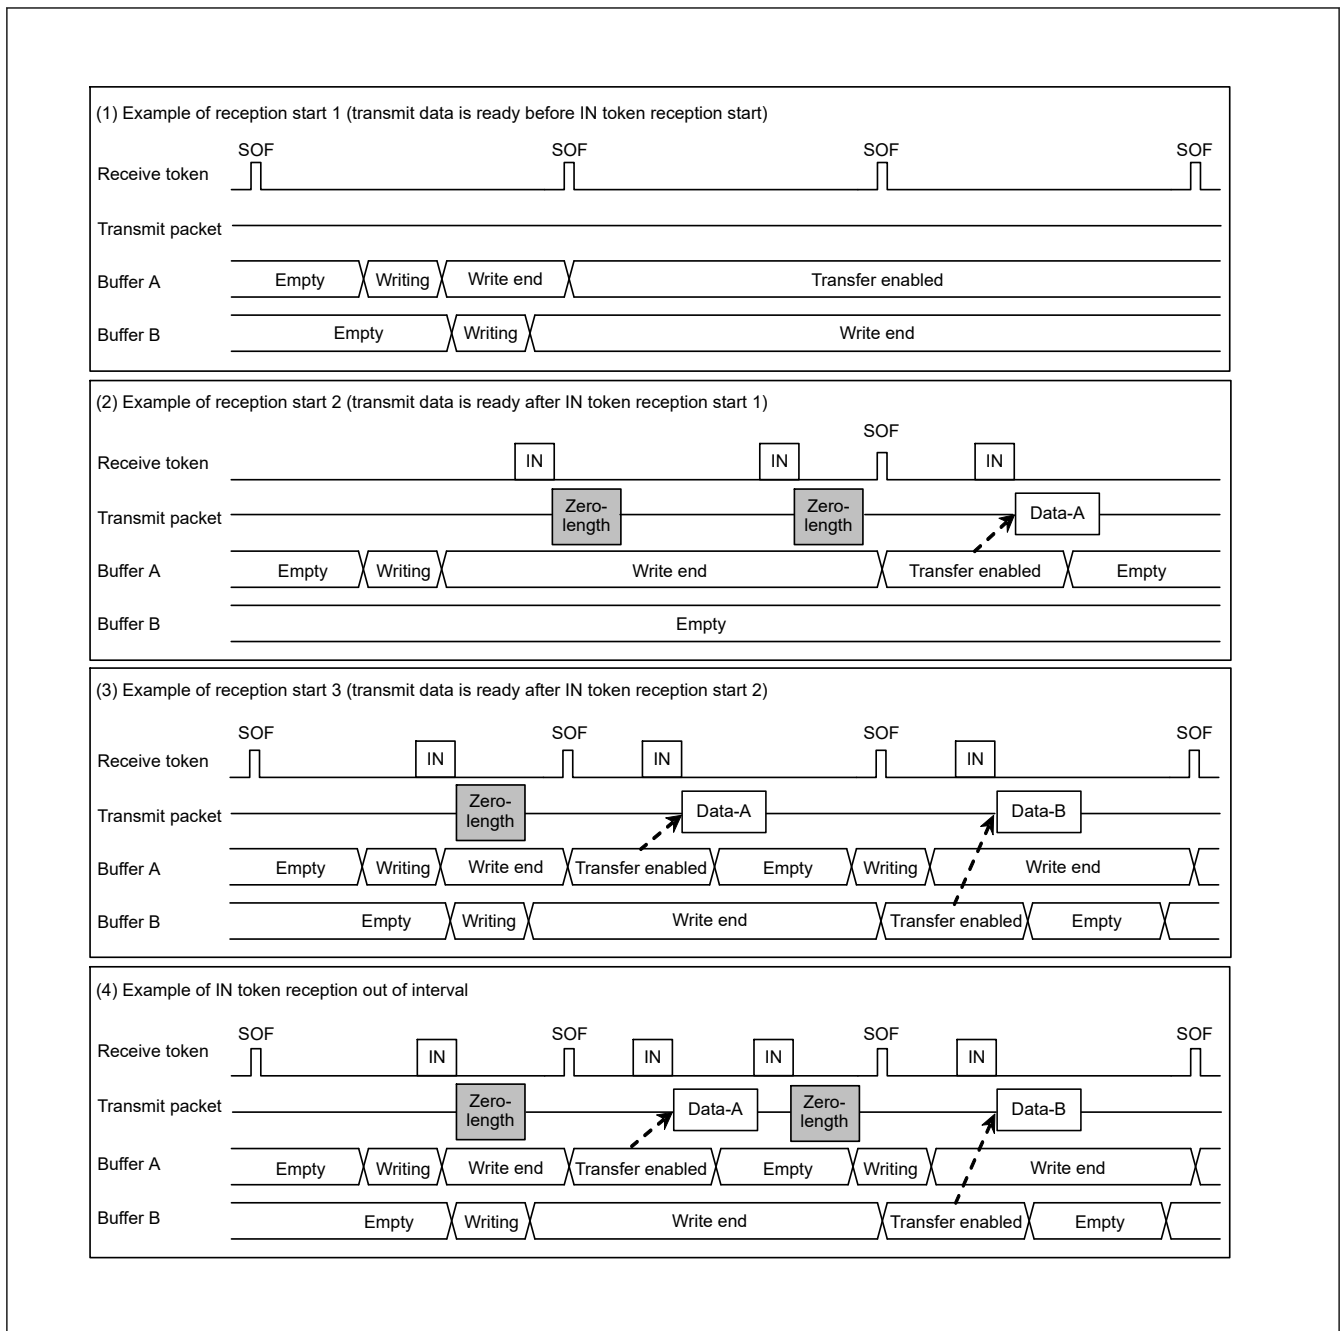 (1) Example of reception start 1 (transmit data is ready before IN token reception start)
SOF SOF SOF SOF
Receive token
Transmit packet
Buffer A Empty Writing Write end Transfer enabled
Buffer B Empty Writing Write end
(2) Example of reception start 2 (transmit data is ready after IN token reception start 1)
SOF
Receive token IN IN IN
Zero-
length
Zero-
length
Transmit packet Data-A
Buffer A Empty Writing Write end Transfer enabled Empty
Buffer B Empty
(3) Example of reception start 3 (transmit data is ready after IN token reception start 2)
SOF SOF SOF SOF
Receive token IN IN IN
Zero-
length
Transmit packet Data-A Data-B
Buffer A Empty Writing Write end Transfer enabled Empty Writing Write end
Buffer B Empty Writing Write end Transfer enabled Empty
(4) Example of IN token reception out of interval
SOF SOF SOF SOF
Receive token IN IN IN IN
Zero-
length
Zero-
length
Transmit packet Data-A Data-B
Buffer A Empty Writing Write end Transfer enabled Empty Writing Write end
Buffer B Empty Writing Write end Transfer enabled Empty